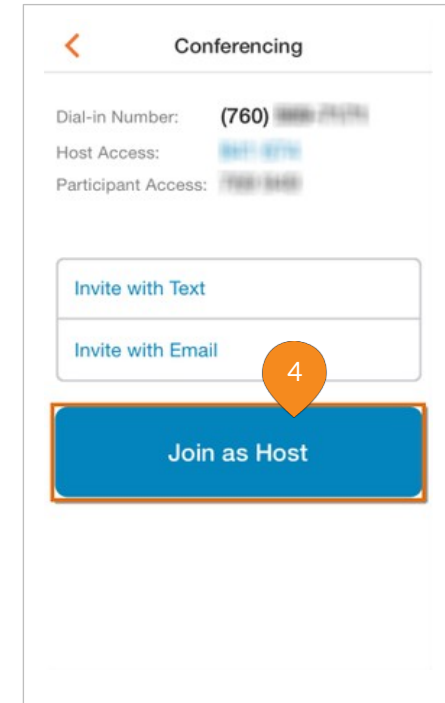 Conferencing
Dial-in Number: (760)
Host Access:
Participant Access:
Invite with Text
Invite with Email
4
Join as Host